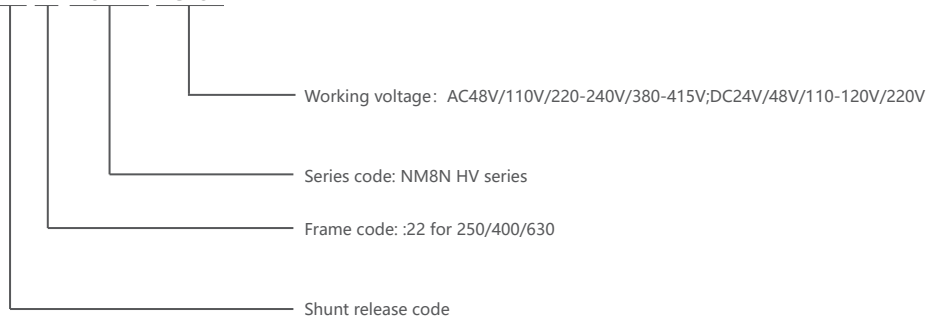 Working voltage：AC48V/110V/220-240V/380-415V;DC24V/48V/110-120V/220V
Series code: NM8N HV series
Frame code: :22 for 250/400/630
Shunt release code